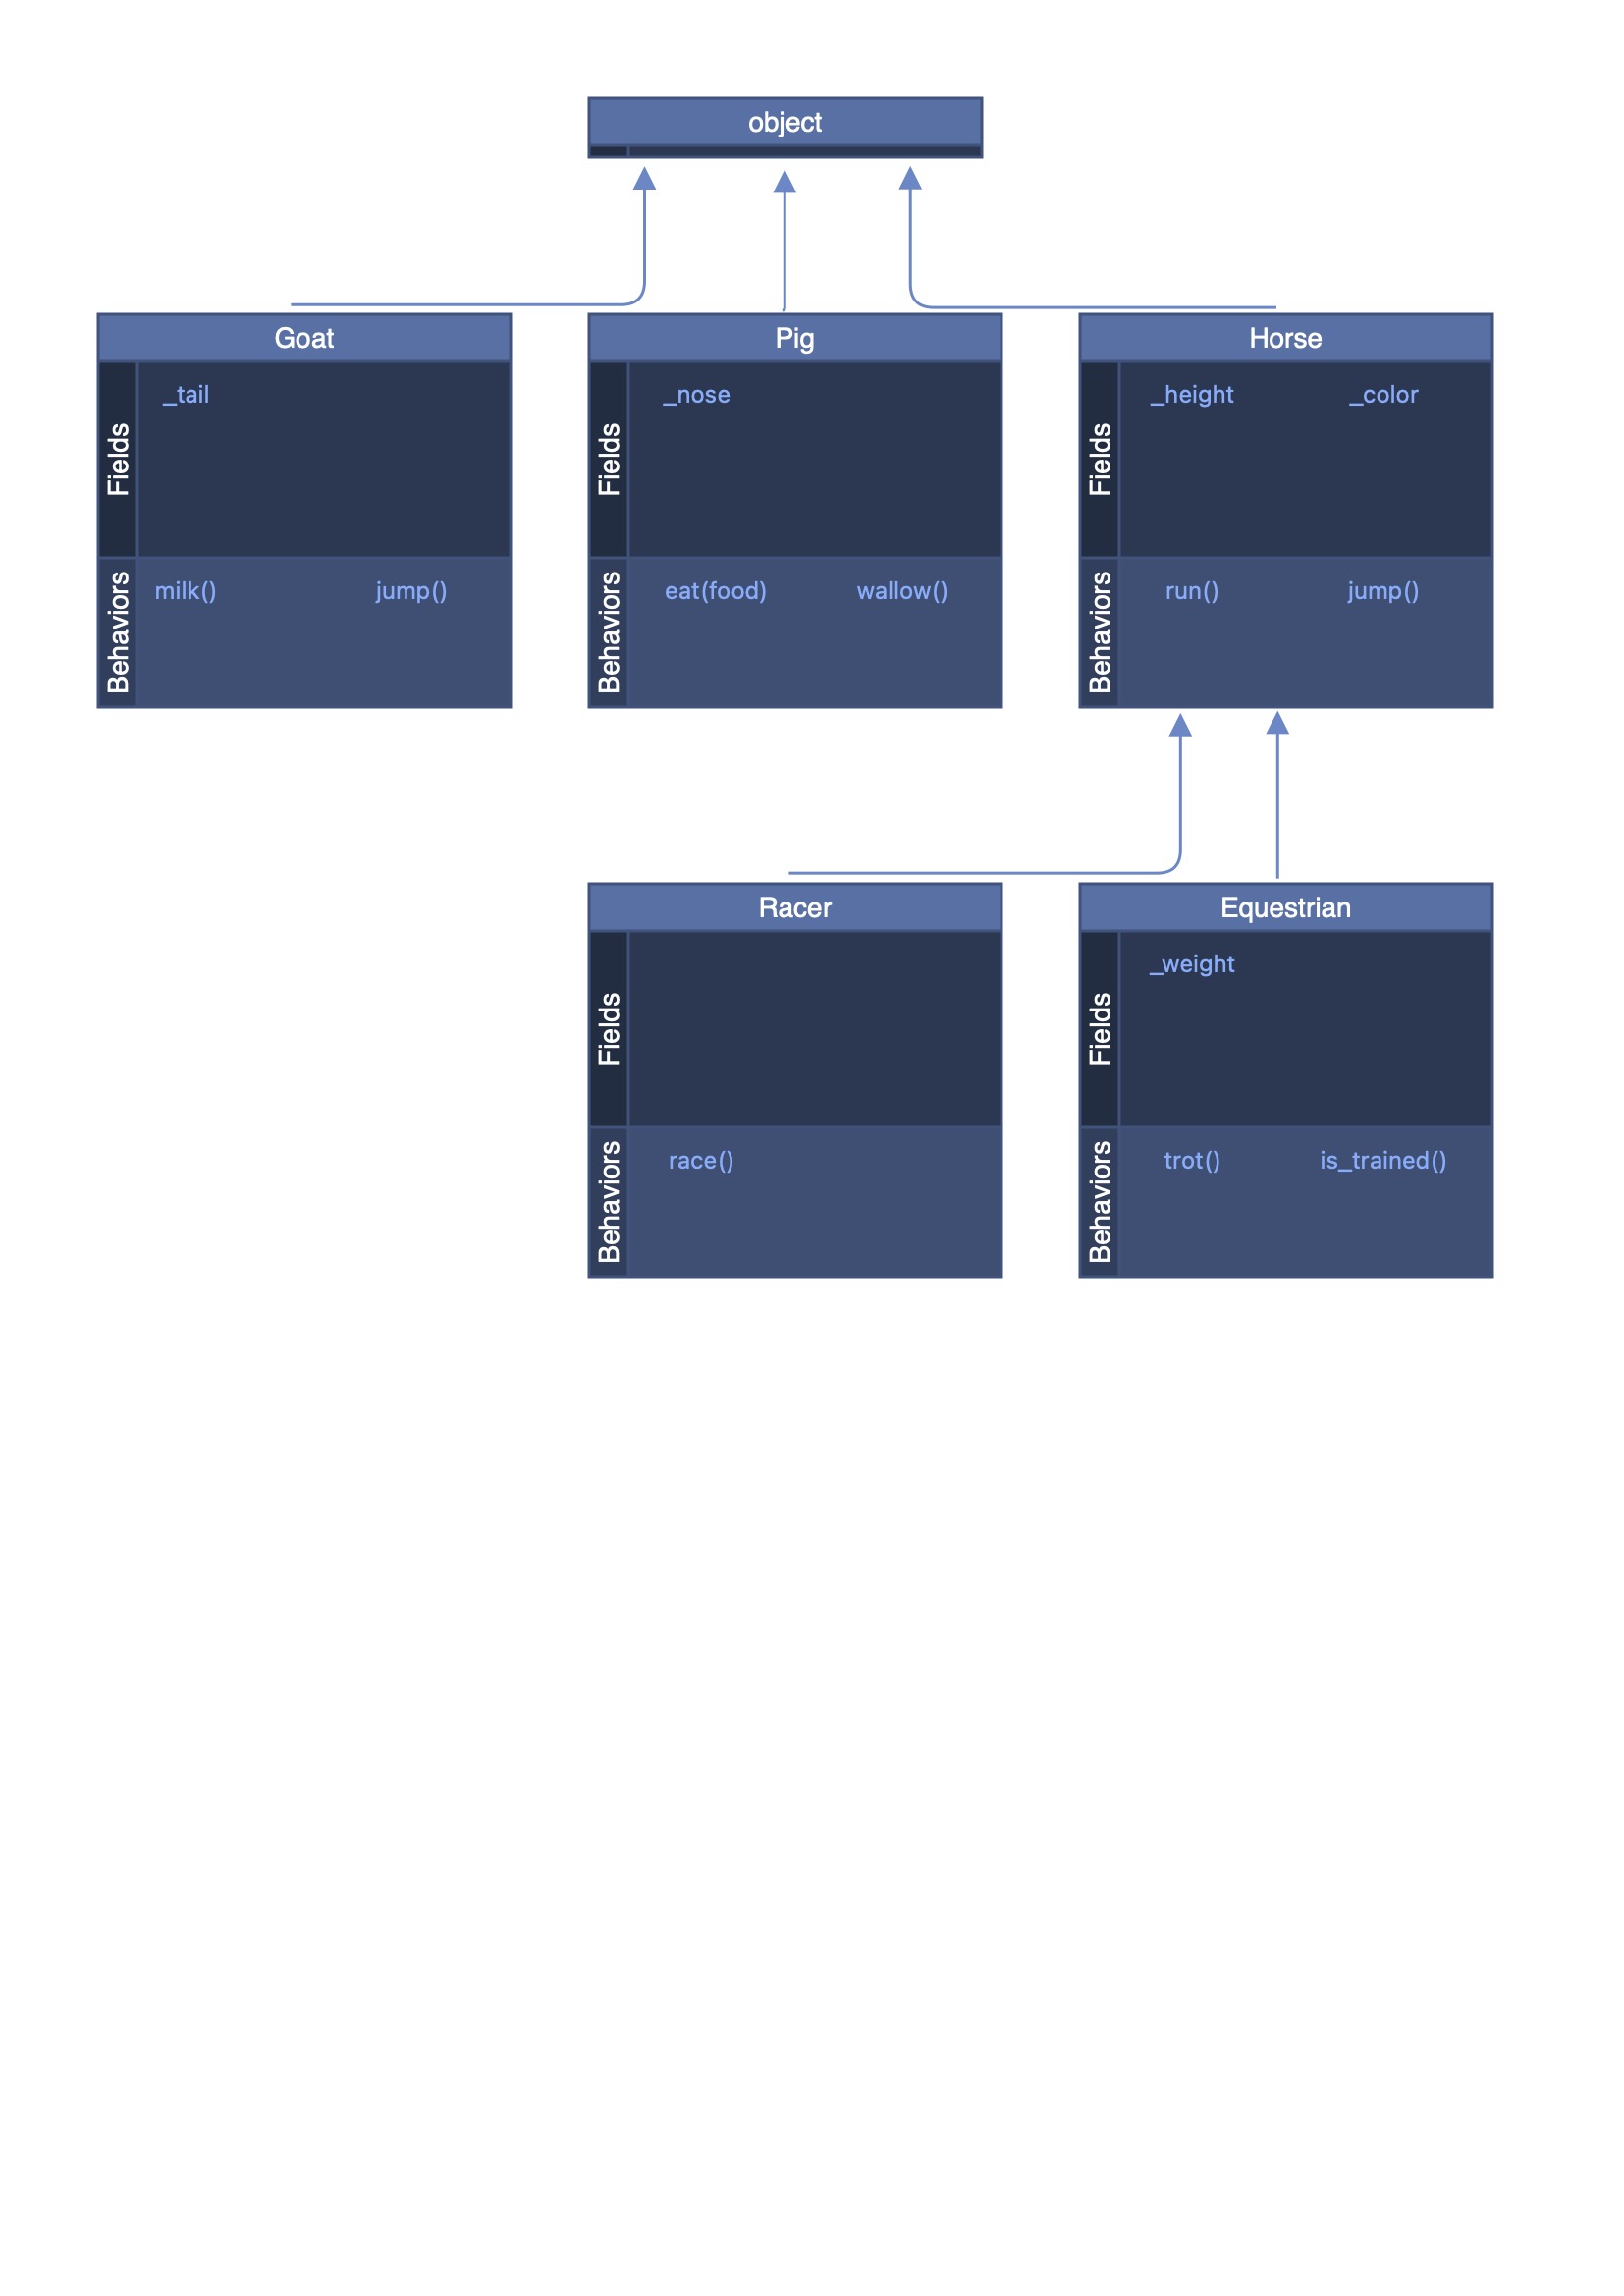 object
Goat
Fields
_tail
Behaviors
milk() jump()
Pig
Fields
_nose
Behaviors
eat(food) wallow()
Horse
Fields
_height _color
Behaviors
run() jump()
Racer
Fields
Behaviors
race()
Equestrian
Fields
_weight
Behaviors
trot() is_trained()